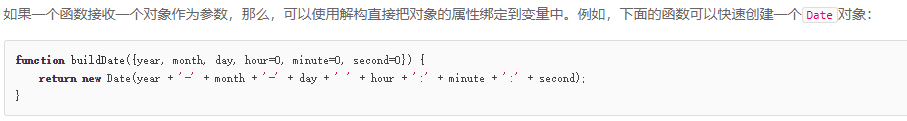 如果一个函数接收一个对象作为参数，那么，可以使用解构直接把对象的属性绑定到变量中。例如，下面的函数可以快速创建一个Date对象：
function buildDate({year, month, day, hour=0, minute=0, second=0}) {
    return new Date(year + '-' + month + '-' + day + ' ' + hour + ':' + minute + ':' + second);
}